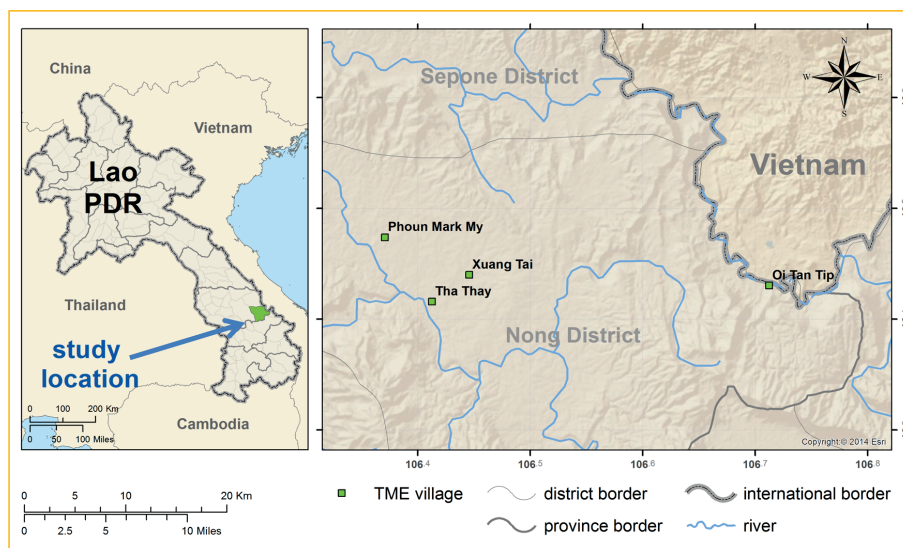 China
Vietnam
Lao
PDR
Thailand
study
location
Cambodia
0 100 200 Km
0 50 100 Miles
Sepone District
N
W E
S
Vietnam
Phoun Mark My
Xuang Tai
Oi Tan Tip
Tha Thay
Nong District
Copyright © 2014 Esri
106.4 106.5 106.6 106.7 106.8
0 5 10 20 Km
0 2.5 5 10 Miles
TME village district border international border
province border river